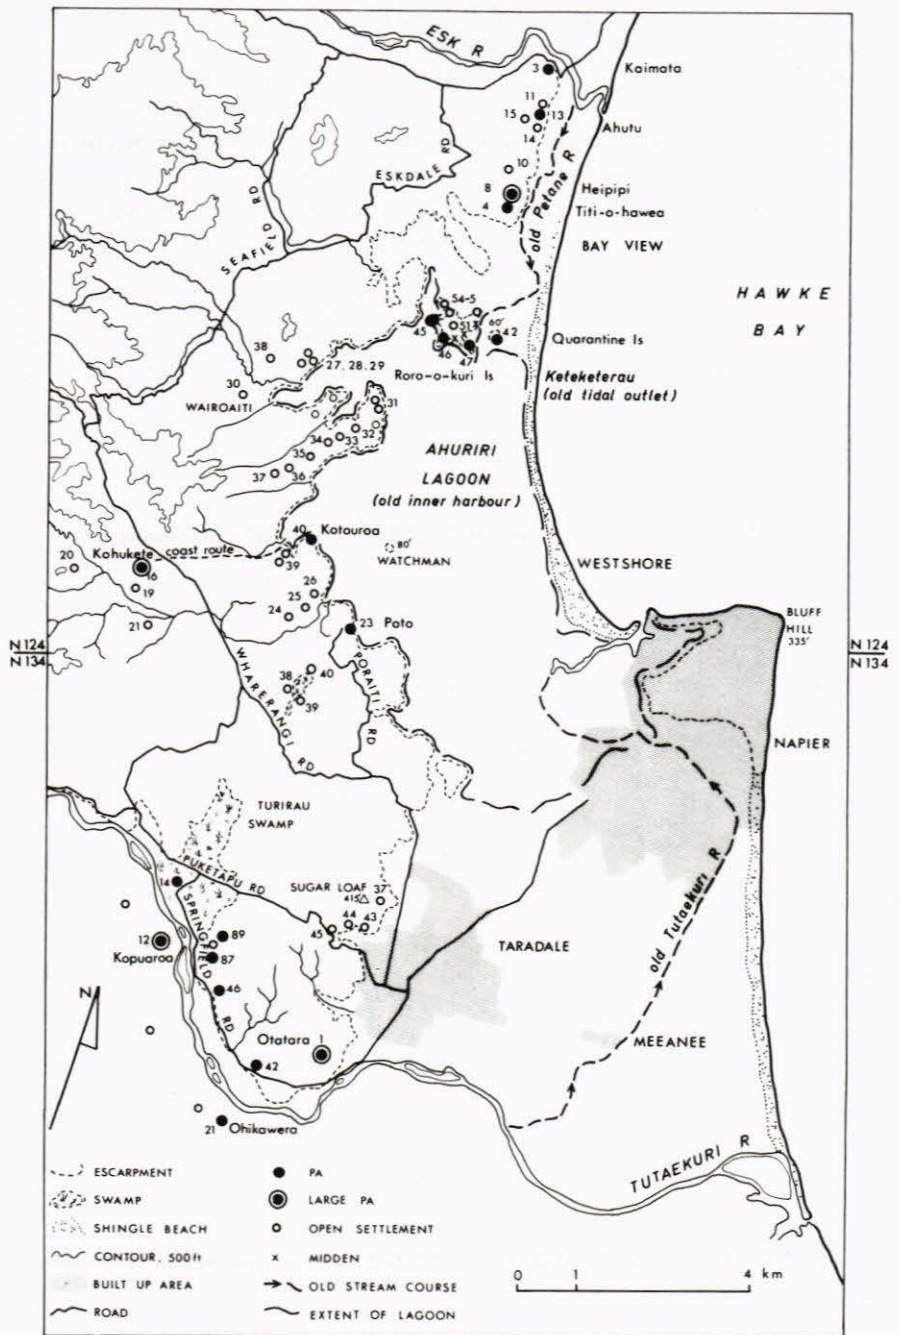 ESK R
3
Kaimata
11
15
13
14
Ahutu
ESKDALE RD
10
8
4
Heipipi
Titi-o-hawea
old Petane R
SEAFIELD RD
BAY VIEW
HAWKE
BAY
54-5
45
51
60'
42
46
47
Quarantine Is
Roro-o-kuri Is
38
27.28.29
30
WAIROAITI
Keteketerau
(old tidal outlet)
31
32
33
34
35
36
37
AHURIRI
LAGOON
(old inner harbour)
40
Kotouroa
80'
WATCHMAN
WESTSHORE
20
Kohukete
coast route
16
19
39
26
25
24
21
23 Poto
BLUFF
HILL
335'
N 124
N 134
N 124
N 134
WHARERANGI RD
PORAITI RD
38
40
39
NAPIER
TURIRAU
SWAMP
PUKETAPU RD
14
SUGAR LOAF 37
415
44
43
45
SPRINGFIELD RD
89
12
Kopuaroa
87
46
TARADALE
old Tutaekuri R
N
Otatara 1
42
MEEANEE
21 Ohikawera
TUTAEKURI R
ESCARPMENT
SWAMP
SHINGLE BEACH
CONTOUR, 500ft
BUILT UP AREA
ROAD
PA
LARGE PA
OPEN SETTLEMENT
x MIDDEN
OLD STREAM COURSE
EXTENT OF LAGOON
0 1 4 km